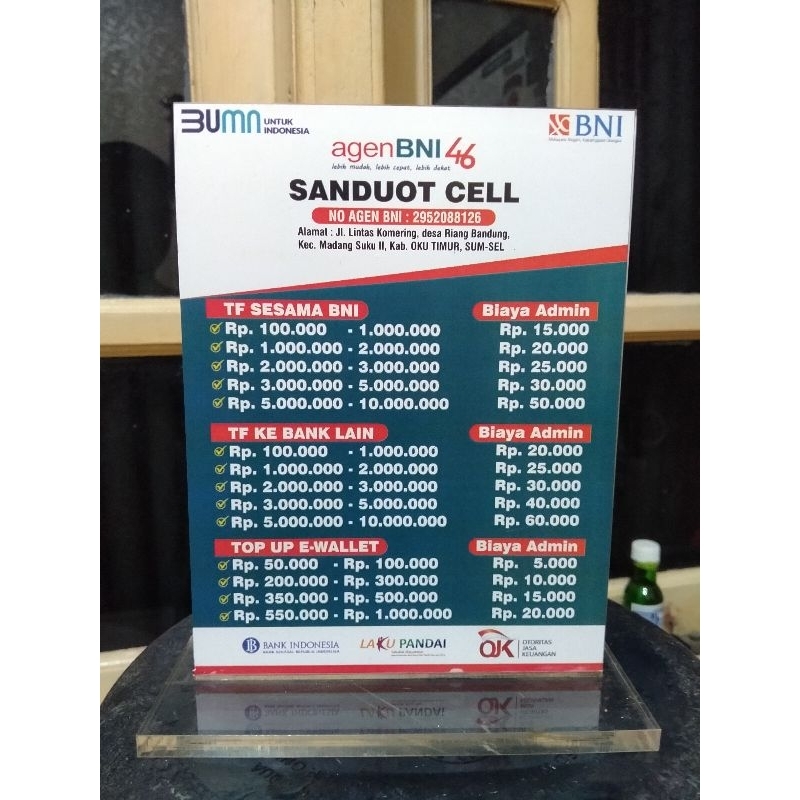 BUMN UNTUK INDONESIA
BNI
agenBNI 46
lebih mudah, lebih cepat, lebih dekat
SANDUOT CELL
NO AGEN BNI : 2952088126
Alamat : Jl. Lintas Komering, desa Riang Bandung,
Kec. Madang Suku II, Kab. OKU TIMUR, SUM-SEL
TF SESAMA BNI Biaya Admin
Rp. 100.000 - 1.000.000 Rp. 15.000
Rp. 1.000.000 - 2.000.000 Rp. 20.000
Rp. 2.000.000 - 3.000.000 Rp. 25.000
Rp. 3.000.000 - 5.000.000 Rp. 30.000
Rp. 5.000.000 - 10.000.000 Rp. 50.000
TF KE BANK LAIN Biaya Admin
Rp. 100.000 - 1.000.000 Rp. 20.000
Rp. 1.000.000 - 2.000.000 Rp. 25.000
Rp. 2.000.000 - 3.000.000 Rp. 30.000
Rp. 3.000.000 - 5.000.000 Rp. 40.000
Rp. 5.000.000 - 10.000.000 Rp. 60.000
TOP UP E-WALLET Biaya Admin
Rp. 50.000 - Rp. 100.000 Rp. 5.000
Rp. 200.000 - Rp. 300.000 Rp. 10.000
Rp. 350.000 - Rp. 500.000 Rp. 15.000
Rp. 550.000 - Rp. 1.000.000 Rp. 20.000
BANK INDONESIA
BANK SENTRAL REPUBLIK INDONESIA
LAKU PANDAI
OJK OTORITAS JASA KEUANGAN